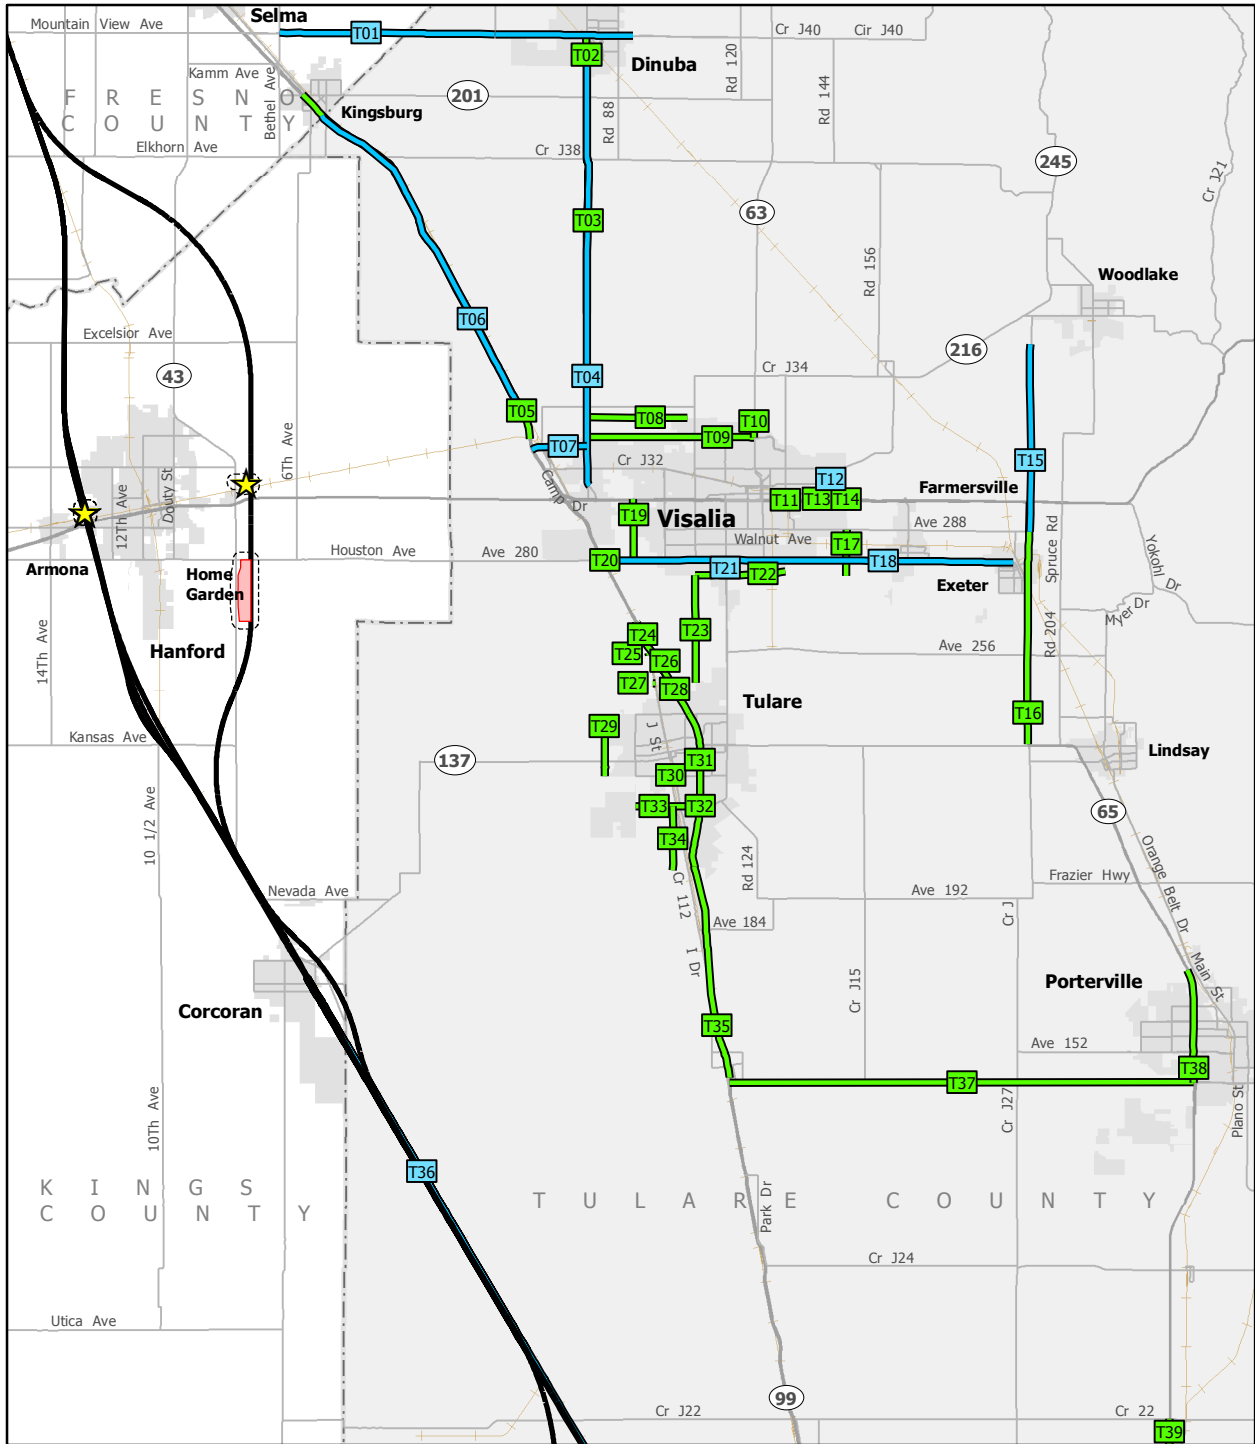 Selma
Mountain View Ave
T01
T02
Cr J40
Cir J40
Dinuba
Kamm Ave
Bethel Ave
Rd 120
Rd 144
F R E S N O
C O U N T Y
201
Kingsburg
Rd 88
Elkhorn Ave
Cr J38
245
Cr J21
63
T03
Rd 156
Woodlake
T06
Excelsior Ave
216
43
T04
Cr J34
T05
T08
T10
T09
6Th Ave
T07
Cr J32
T15
Camp Dr
T12
T11
T13
T14
Farmersville
Douty St
12Th Ave
T19
Visalia
Ave 288
Walnut Ave
T17
Spruce Rd
Yokohl Dr
Houston Ave
Ave 280
T20
T21
T22
T18
Exeter
Armona
Home
Garden
Myer Dr
Hanford
14Th Ave
T23
T24
T25
T26
T27
T28
Ave 256
Rd 204
Tulare
T16
T29
J St
Kansas Ave
137
T31
T30
Lindsay
T33
T32
65
10 1/2 Ave
T34
Rd 124
Orange Belt Dr
Nevada Ave
Cr 112
Ave 192
Frazier Hwy
Cr J
Ave 184
I Dr
Main St
Cr J15
Porterville
Corcoran
T35
Ave 152
T38
T37
10Th Ave
Cr J27
Plano St
T36
K I N G S
C O U N T Y
T U L A R E C O U N T Y
Park Dr
Cr J24
Utica Ave
99
Cr J22
Cr 22
T39